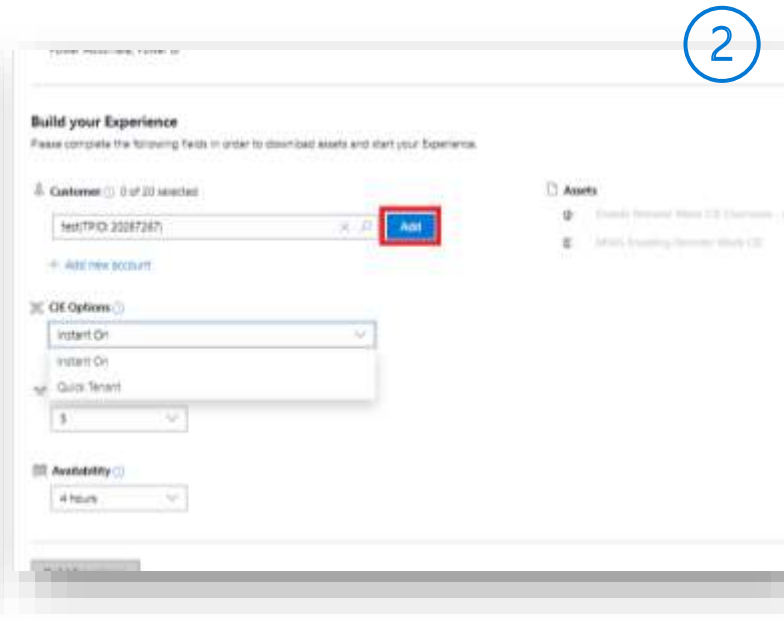 2
Build your Experience
Please complete the following fields in order to download assets and start your Experience.
Customer 0 of 20 selected
Assets
test(TPID: 20287267)
Add
+ Add new account
CIE Options
Instant On
Instant On
Quick Tenant
5
Availability
4 hours